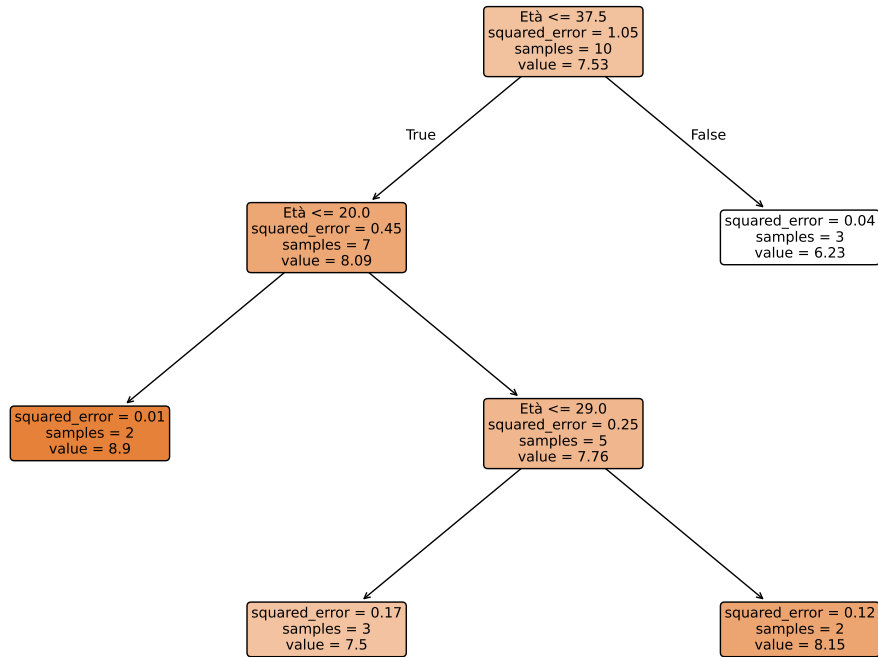 Età <= 37.5
squared_error = 1.05
samples = 10
value = 7.53
True
False
Età <= 20.0
squared_error = 0.45
samples = 7
value = 8.09
squared_error = 0.04
samples = 3
value = 6.23
squared_error = 0.01
samples = 2
value = 8.9
Età <= 29.0
squared_error = 0.25
samples = 5
value = 7.76
squared_error = 0.17
samples = 3
value = 7.5
squared_error = 0.12
samples = 2
value = 8.15